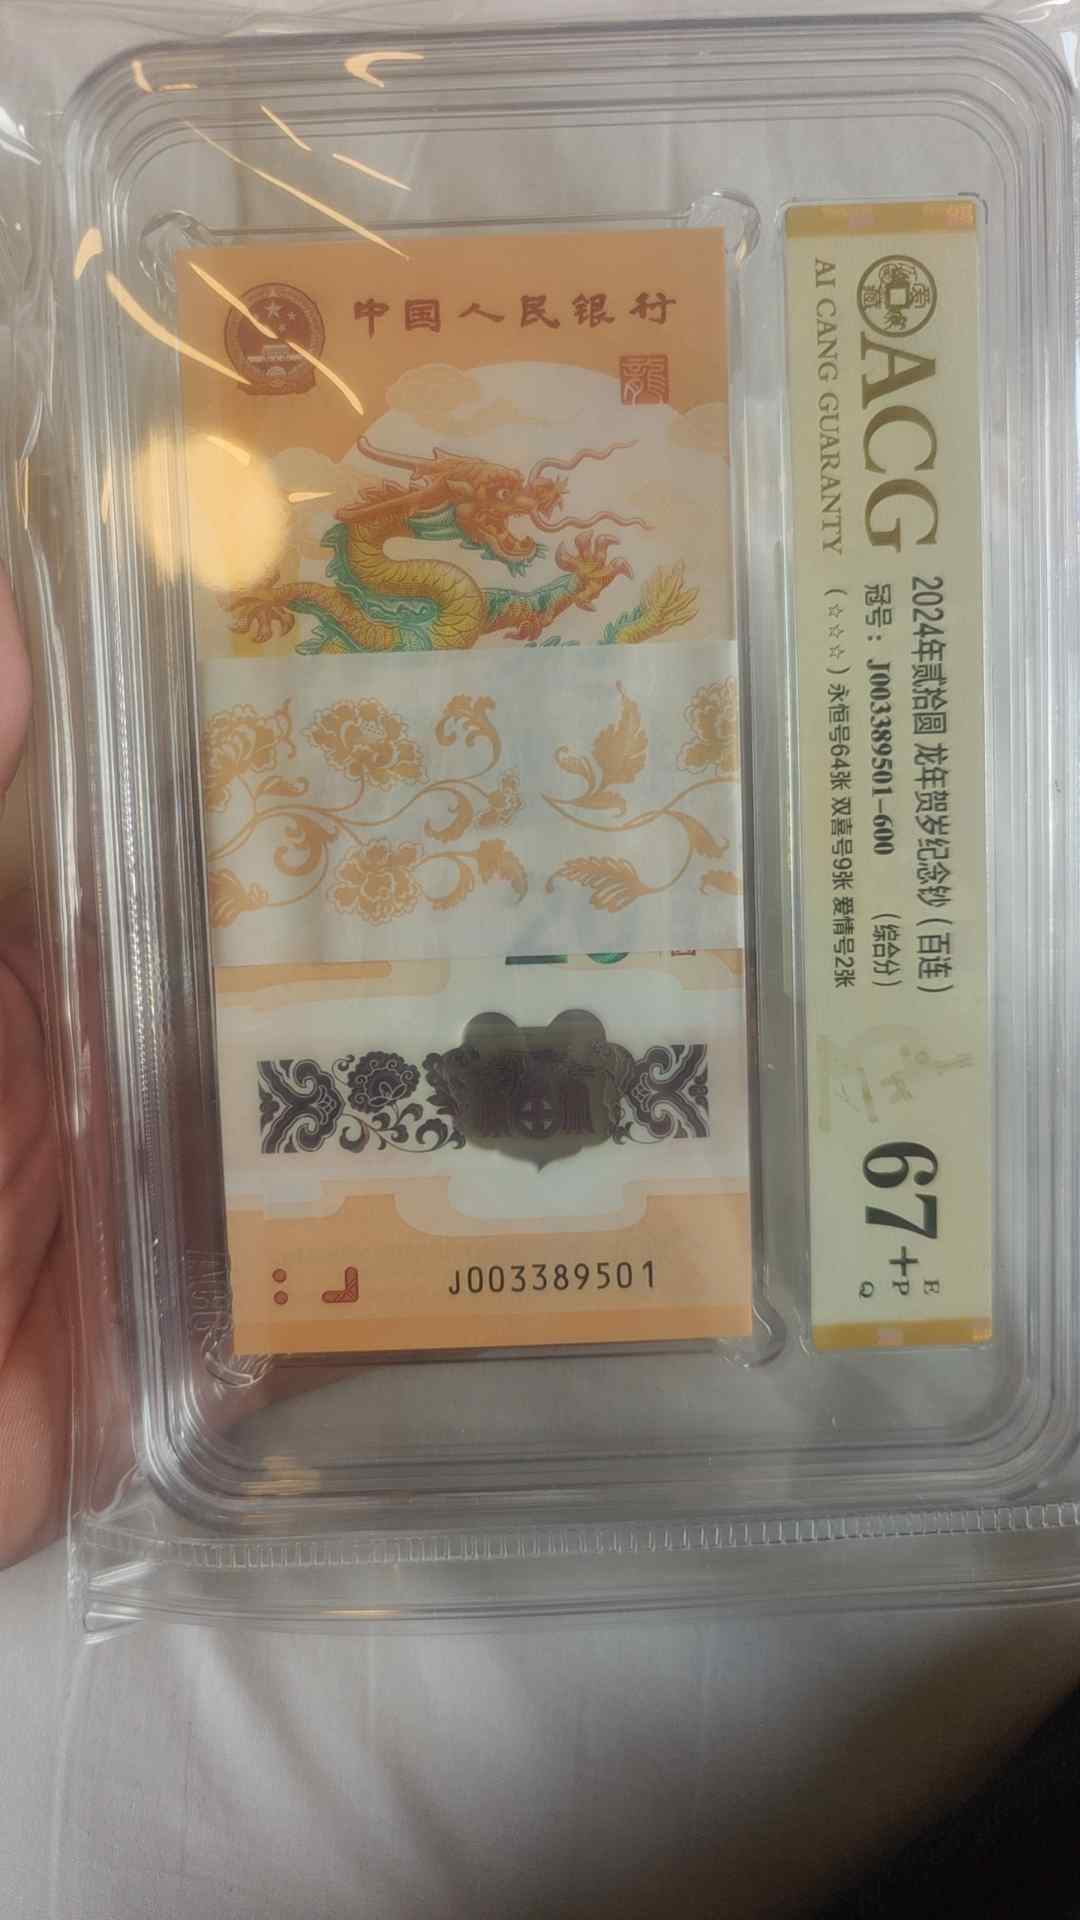 中国人民银行
龍
J003389501
ACG
AI CANG GUARANTY
2024年贰拾圆 龙年贺岁纪念钞(百连)
冠号: J003389501-600 (综合分)
(☆☆☆)永恒号64张 双喜号9张 爱情号2张
67+
E
P
Q